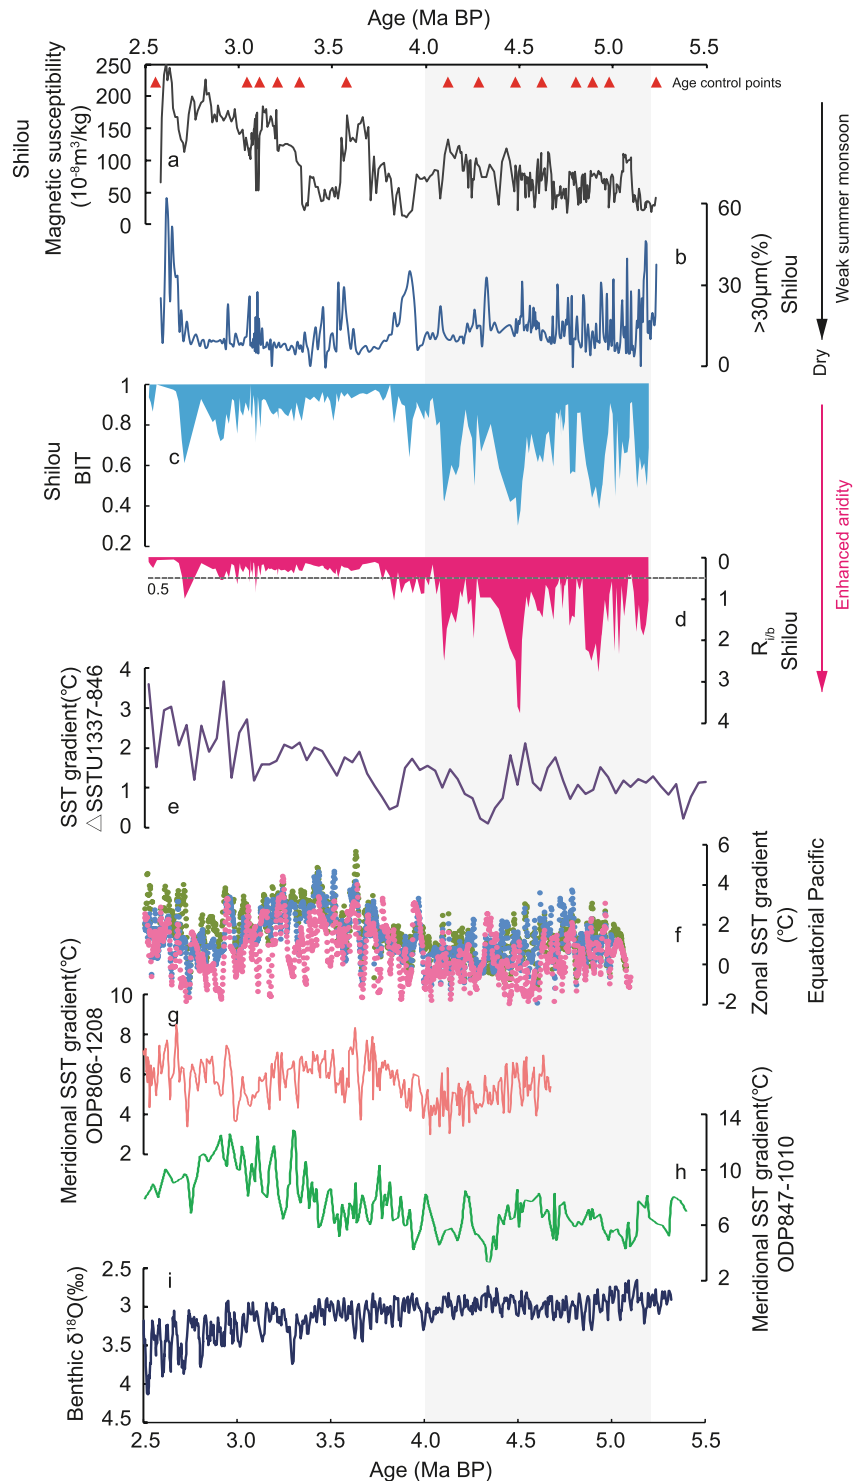 Age (Ma BP)
2.5 3.0 3.5 4.0 4.5 5.0 5.5
Age control points
Shilou
Magnetic susceptibility
(10⁻⁸m³/kg)
250
200
150
100
50
0
a
Weak summer monsoon
60
30
0
b
>30μm(%)
Shilou
Dry
Shilou
BIT
1
0.8
0.6
0.4
0.2
c
Enhanced aridity
0
1
2
3
4
0.5
d
R i/b
Shilou
SST gradient(°C)
△SSTU1337-846
4
3
2
1
0
e
6
4
2
0
-2
f
Zonal SST gradient
(°C)
Equatorial Pacific
Meridional SST gradient(°C)
ODP806-1208
10
8
6
4
2
g
14
10
6
2
h
Meridional SST gradient(°C)
ODP847-1010
Benthic δ¹⁸O(‰)
2.5
3
3.5
4
4.5
i
2.5 3.0 3.5 4.0 4.5 5.0 5.5
Age (Ma BP)